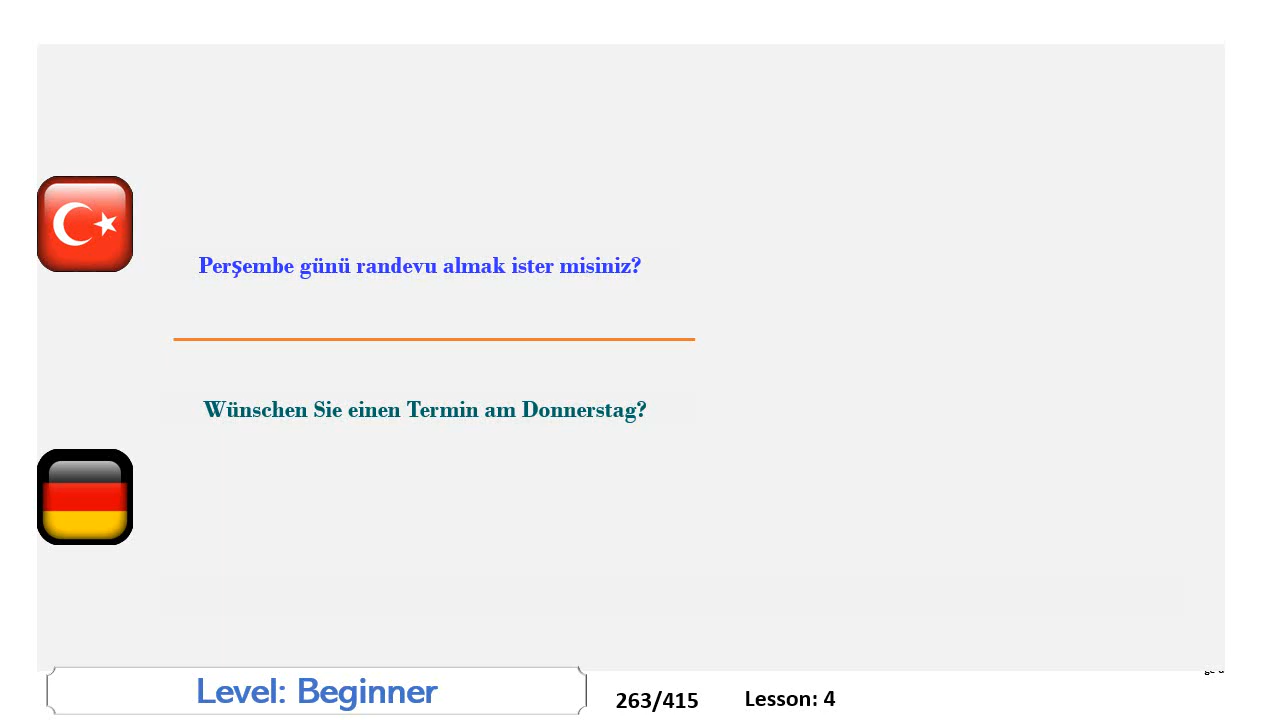 Perşembe günü randevu almak ister misiniz?
Wünschen Sie einen Termin am Donnerstag?
Level: Beginner
263/415
Lesson: 4